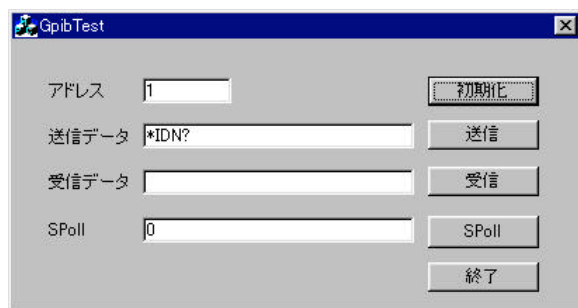 GpibTest
アドレス 1 初期化
送信データ *IDN? 送信
受信データ 受信
SPoll 0 SPoll
終了